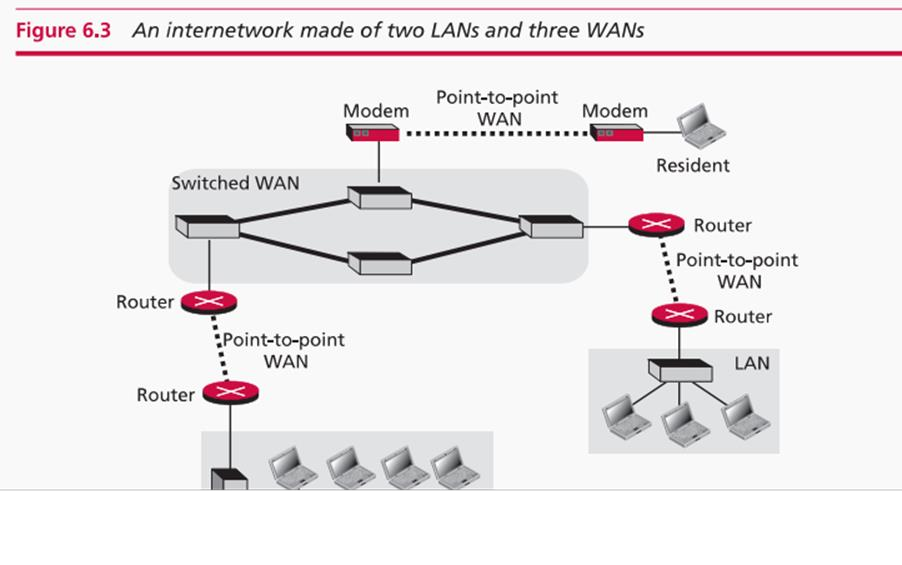 Figure 6.3 An internetwork made of two LANs and three WANs
Point-to-point
WAN
Modem
Modem
Resident
Switched WAN
Router
Point-to-point
WAN
Router
Router
Point-to-point
WAN
Router
LAN